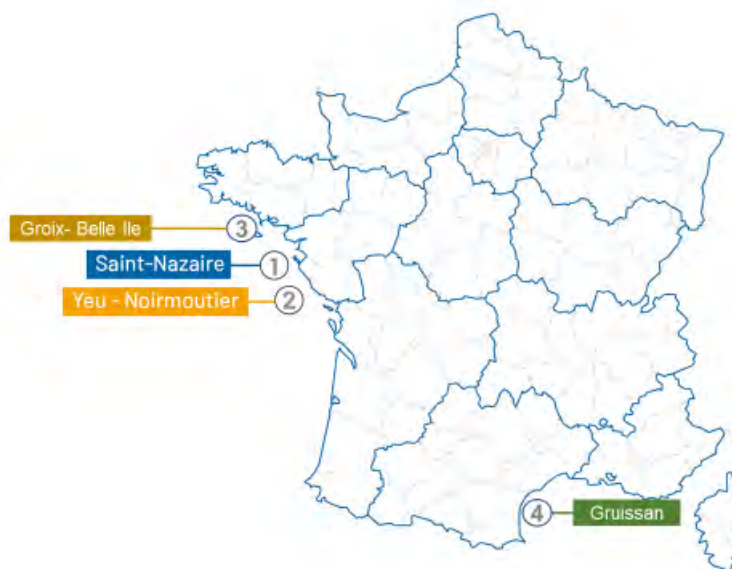 Groix- Belle Ile 3
Saint-Nazaire 1
Yeu - Noirmoutier 2
4 Gruissan